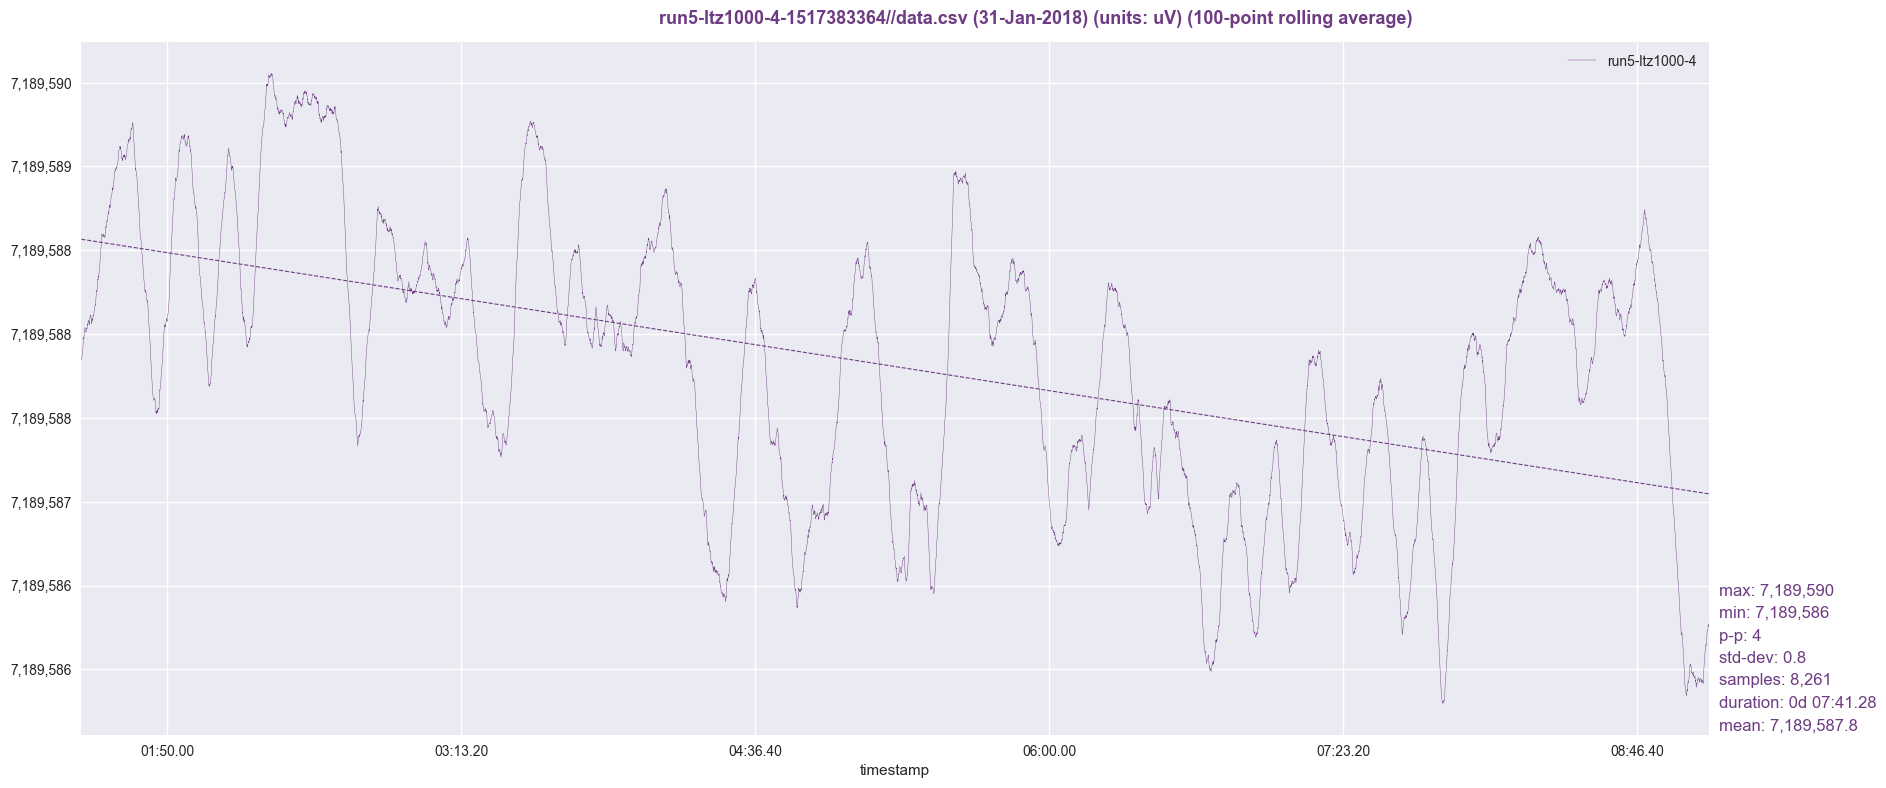 run5-ltz1000-4-1517383364//data.csv (31-Jan-2018) (units: uV) (100-point rolling average)
run5-ltz1000-4
7,189,590
7,189,589
7,189,588
7,189,588
7,189,588
7,189,587
7,189,586
7,189,586
max: 7,189,590
min: 7,189,586
p-p: 4
std-dev: 0.8
samples: 8,261
duration: 0d 07:41.28
mean: 7,189,587.8
01:50.00
03:13.20
04:36.40
06:00.00
07:23.20
08:46.40
timestamp